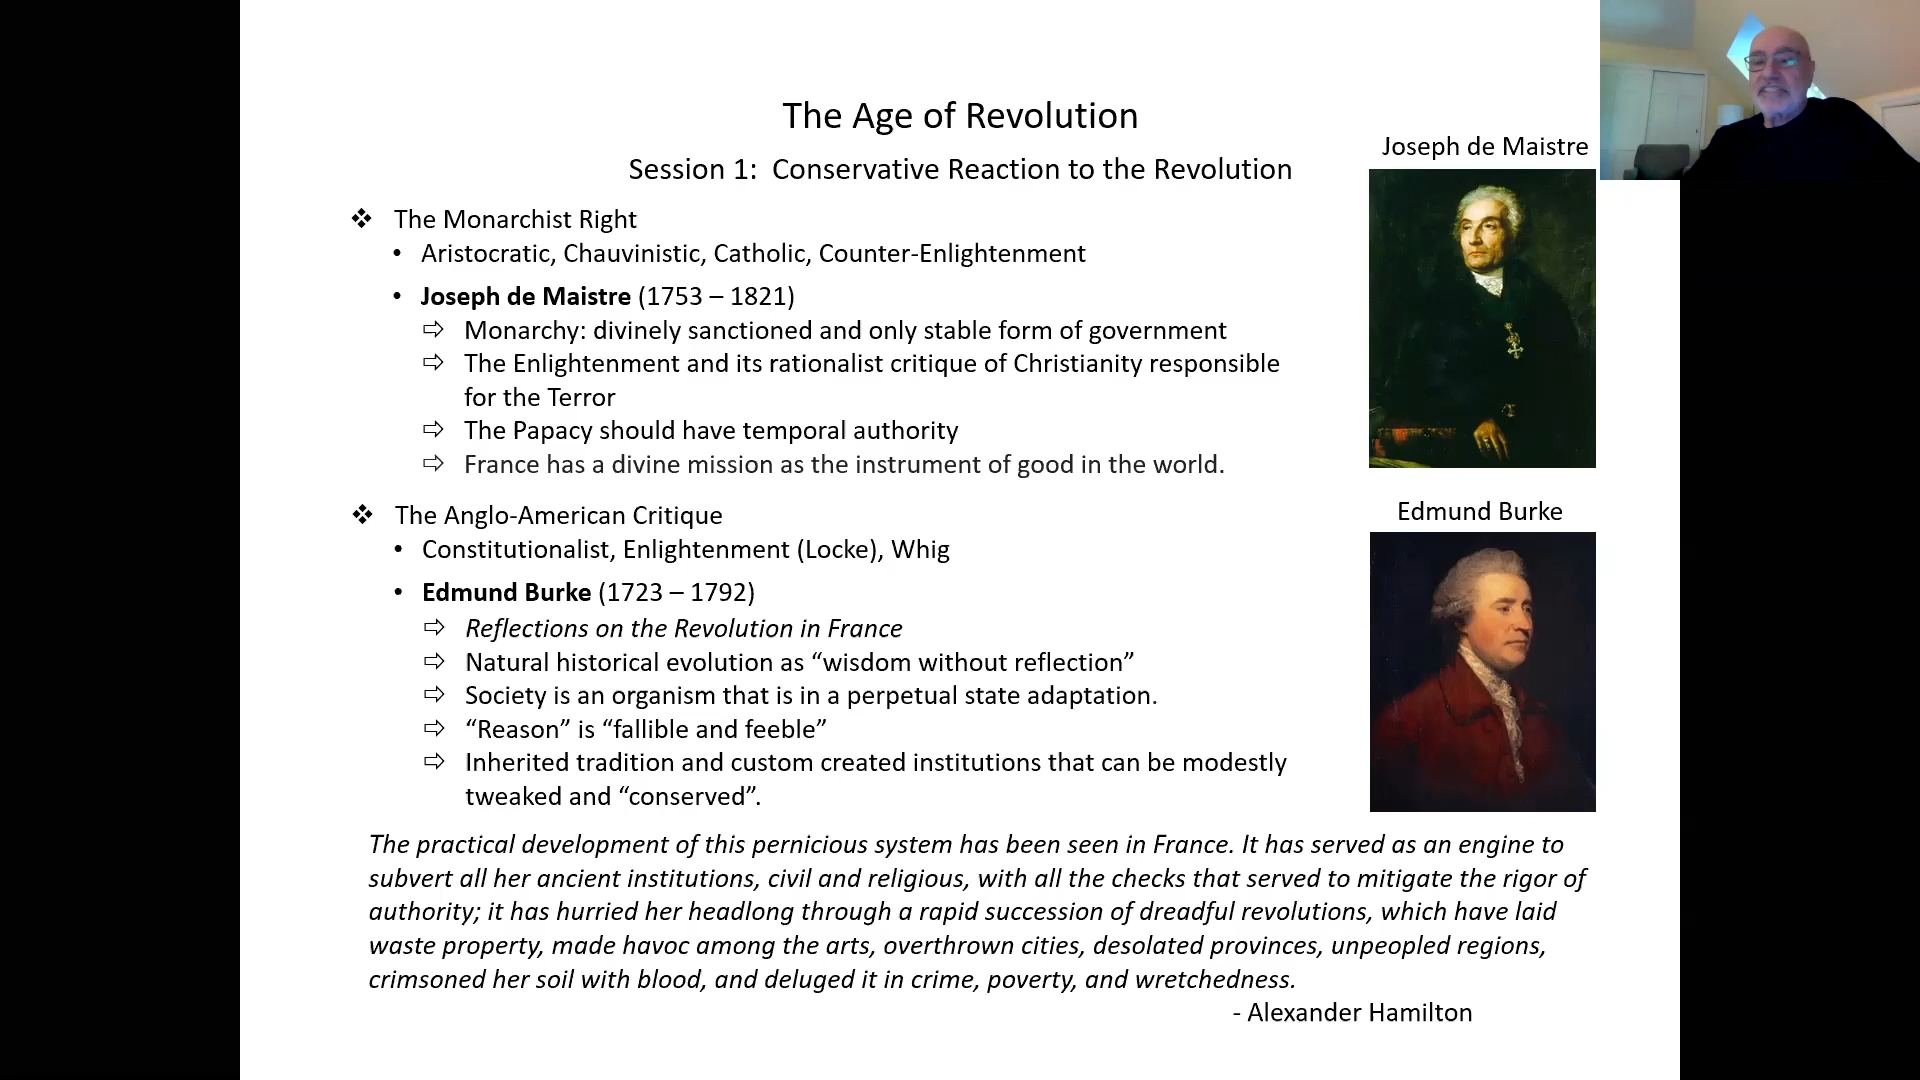 The Age of Revolution
Session 1:  Conservative Reaction to the Revolution
❖ The Monarchist Right
• Aristocratic, Chauvinistic, Catholic, Counter-Enlightenment
• Joseph de Maistre (1753 – 1821)
⇨ Monarchy: divinely sanctioned and only stable form of government
⇨ The Enlightenment and its rationalist critique of Christianity responsible
for the Terror
⇨ The Papacy should have temporal authority
⇨ France has a divine mission as the instrument of good in the world.
❖ The Anglo-American Critique
• Constitutionalist, Enlightenment (Locke), Whig
• Edmund Burke (1723 – 1792)
⇨ Reflections on the Revolution in France
⇨ Natural historical evolution as “wisdom without reflection”
⇨ Society is an organism that is in a perpetual state adaptation.
⇨ “Reason” is “fallible and feeble”
⇨ Inherited tradition and custom created institutions that can be modestly
tweaked and “conserved”.
Joseph de Maistre
Edmund Burke
The practical development of this pernicious system has been seen in France. It has served as an engine to
subvert all her ancient institutions, civil and religious, with all the checks that served to mitigate the rigor of
authority; it has hurried her headlong through a rapid succession of dreadful revolutions, which have laid
waste property, made havoc among the arts, overthrown cities, desolated provinces, unpeopled regions,
crimsoned her soil with blood, and deluged it in crime, poverty, and wretchedness.
- Alexander Hamilton